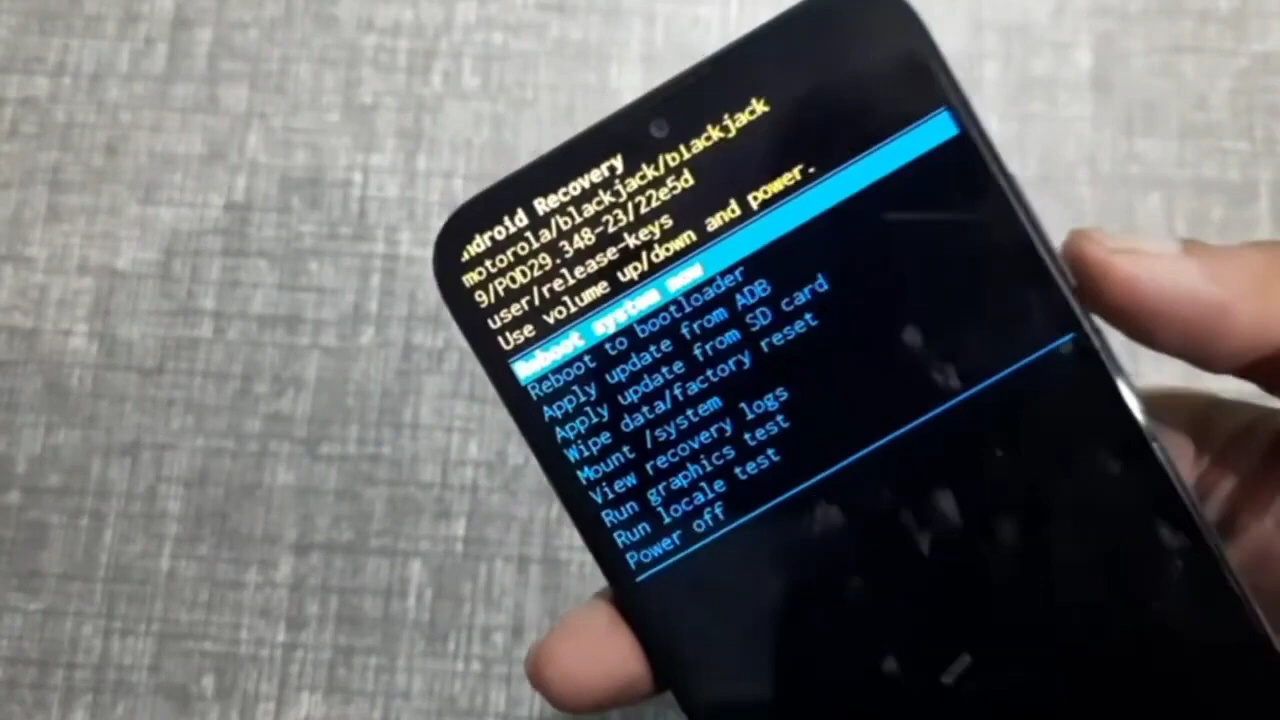 Android Recovery
motorola/blackjack/blackjack
9/POD29.348-23/22e5d
user/release-keys
Use volume up/down and power.
Reboot system now
Reboot to bootloader
Apply update from ADB
Apply update from SD card
Wipe data/factory reset
Mount /system
View recovery logs
Run graphics test
Run locale test
Power off